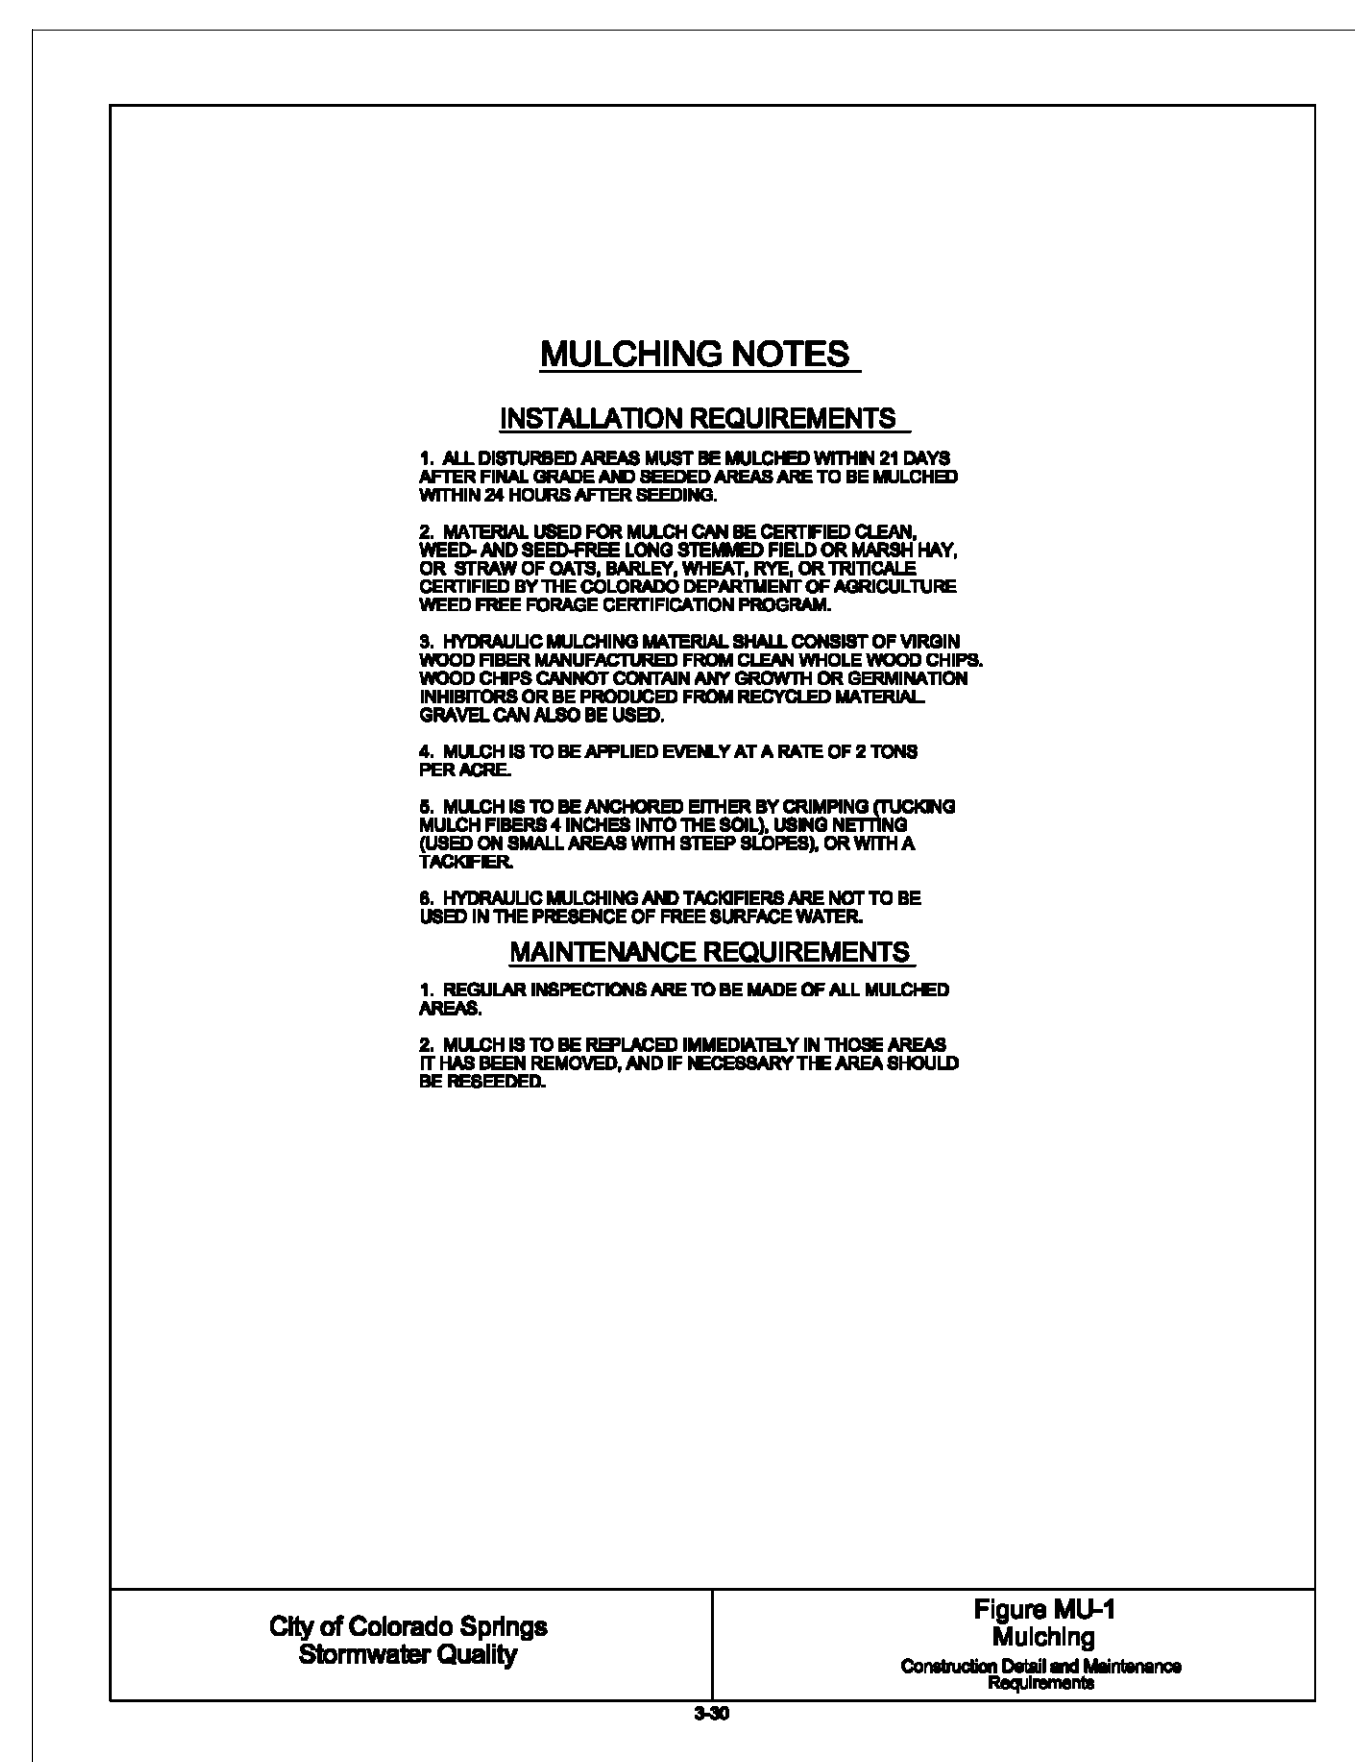 MULCHING NOTES
INSTALLATION REQUIREMENTS
1. ALL DISTURBED AREAS MUST BE MULCHED WITHIN 21 DAYS
AFTER FINAL GRADE AND SEEDED AREAS ARE TO BE MULCHED
WITHIN 24 HOURS AFTER SEEDING.
2. MATERIAL USED FOR MULCH CAN BE CERTIFIED CLEAN,
WEED- AND SEED-FREE LONG STEMMED FIELD OR MARSH HAY,
OR STRAW OF OATS, BARLEY, WHEAT, RYE, OR TRITICALE
CERTIFIED BY THE COLORADO DEPARTMENT OF AGRICULTURE
WEED FREE FORAGE CERTIFICATION PROGRAM.
3. HYDRAULIC MULCHING MATERIAL SHALL CONSIST OF VIRGIN
WOOD FIBER MANUFACTURED FROM CLEAN WHOLE WOOD CHIPS.
WOOD CHIPS CANNOT CONTAIN ANY GROWTH OR GERMINATION
INHIBITORS OR BE PRODUCED FROM RECYCLED MATERIAL.
GRAVEL CAN ALSO BE USED.
4. MULCH IS TO BE APPLIED EVENLY AT A RATE OF 2 TONS
PER ACRE.
5. MULCH IS TO BE ANCHORED EITHER BY CRIMPING (TUCKING
MULCH FIBERS 4 INCHES INTO THE SOIL), USING NETTING
(USED ON SMALL AREAS WITH STEEP SLOPES), OR WITH A
TACKIFIER.
6. HYDRAULIC MULCHING AND TACKIFIERS ARE NOT TO BE
USED IN THE PRESENCE OF FREE SURFACE WATER.
MAINTENANCE REQUIREMENTS
1. REGULAR INSPECTIONS ARE TO BE MADE OF ALL MULCHED
AREAS.
2. MULCH IS TO BE REPLACED IMMEDIATELY IN THOSE AREAS
IT HAS BEEN REMOVED, AND IF NECESSARY THE AREA SHOULD
BE RESEEDED.
City of Colorado Springs
Stormwater Quality
Figure MU-1
Mulching
Construction Detail and Maintenance
Requirements
3-30